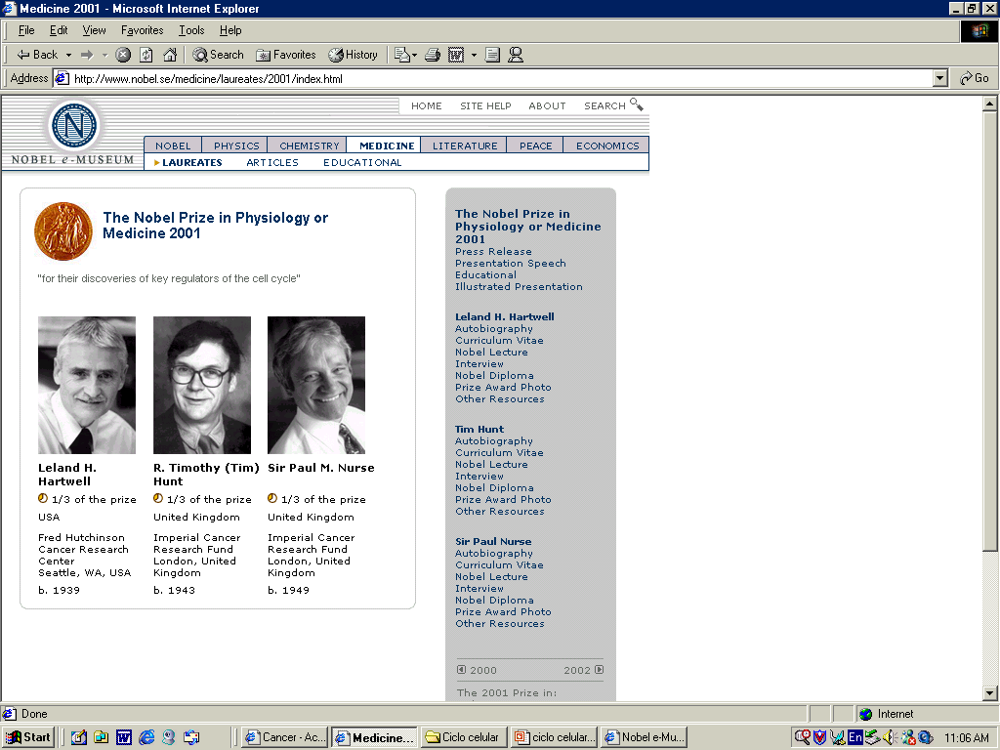 Medicine 2001 - Microsoft Internet Explorer
File Edit View Favorites Tools Help
Back Search Favorites History
Address http://www.nobel.se/medicine/laureates/2001/index.html Go
HOME SITE HELP ABOUT SEARCH
N
NOBEL e-MUSEUM
NOBEL PHYSICS CHEMISTRY MEDICINE LITERATURE PEACE ECONOMICS
LAUREATES ARTICLES EDUCATIONAL
The Nobel Prize in Physiology or
Medicine 2001
"for their discoveries of key regulators of the cell cycle"
Leland H.
Hartwell
1/3 of the prize
USA
Fred Hutchinson
Cancer Research
Center
Seattle, WA, USA
b. 1939
R. Timothy (Tim)
Hunt
1/3 of the prize
United Kingdom
Imperial Cancer
Research Fund
London, United
Kingdom
b. 1943
Sir Paul M. Nurse
1/3 of the prize
United Kingdom
Imperial Cancer
Research Fund
London, United
Kingdom
b. 1949
The Nobel Prize in
Physiology or Medicine
2001
Press Release
Presentation Speech
Educational
Illustrated Presentation
Leland H. Hartwell
Autobiography
Curriculum Vitae
Nobel Lecture
Interview
Nobel Diploma
Prize Award Photo
Other Resources
Tim Hunt
Autobiography
Curriculum Vitae
Nobel Lecture
Interview
Nobel Diploma
Prize Award Photo
Other Resources
Sir Paul Nurse
Autobiography
Curriculum Vitae
Nobel Lecture
Interview
Nobel Diploma
Prize Award Photo
Other Resources
2000 2002
The 2001 Prize in:
Done Internet
Start Cancer - Ac... Medicine... Ciclo celular ciclo celular... Nobel e-Mu... En 11:06 AM